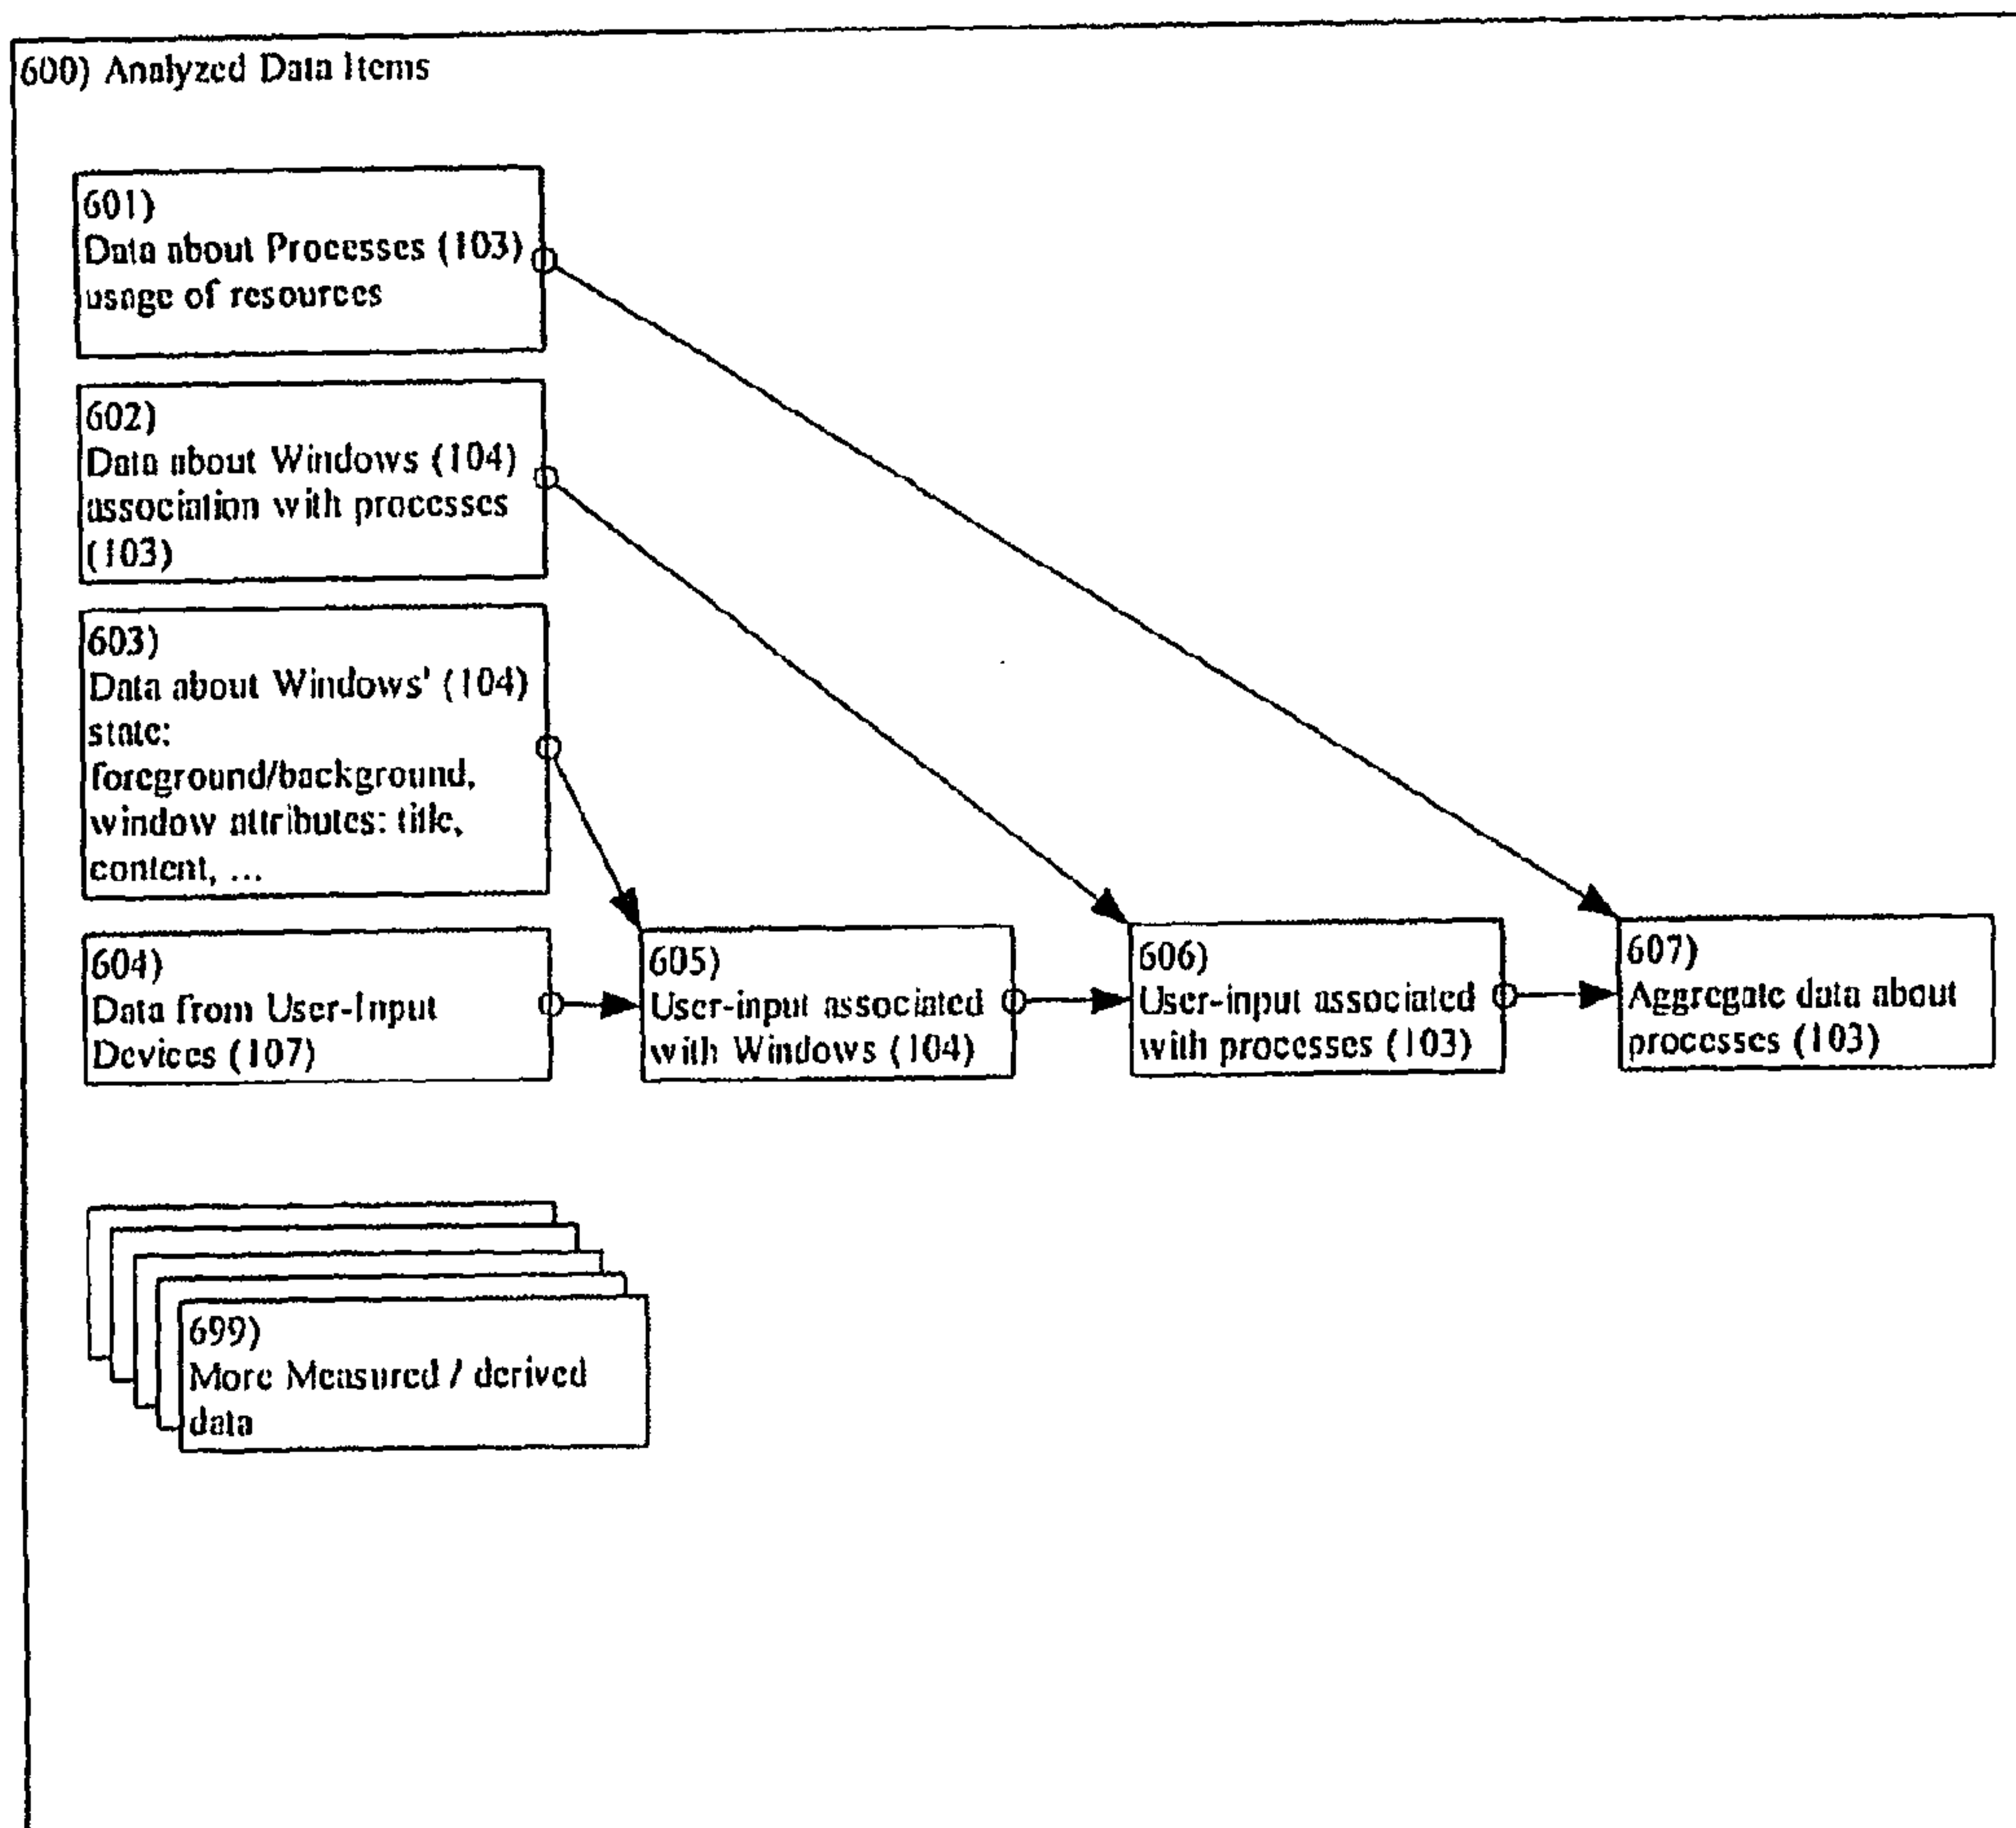 600) Analyzed Data Items
601)
Data about Processes (103)
usage of resources
602)
Data about Windows (104)
association with processes
(103)
603)
Data about Windows' (104)
state:
foreground/background,
window attributes: title,
content, ...
604)
Data from User-Input
Devices (107)
605)
User-input associated
with Windows (104)
606)
User-input associated
with processes (103)
607)
Aggregate data about
processes (103)
699)
More Measured / derived
data